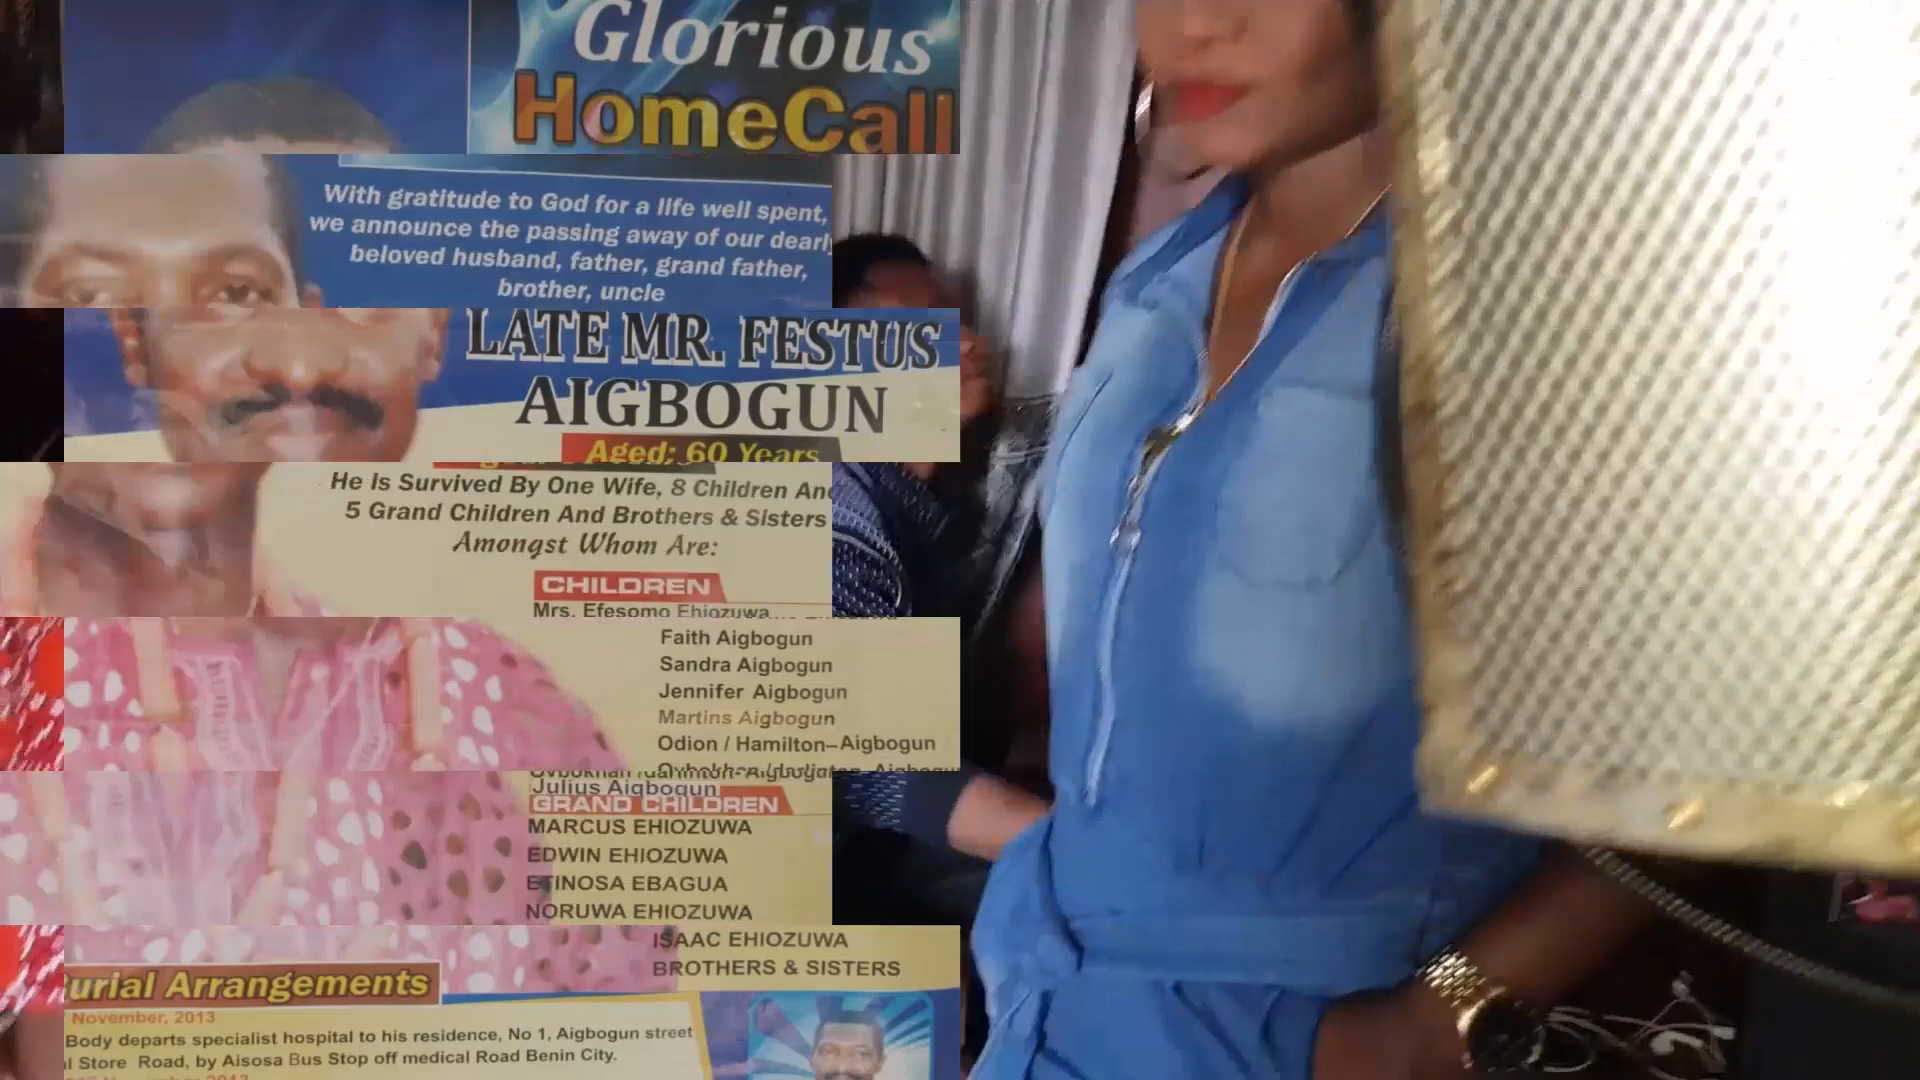 Glorious
HomeCall
With gratitude to God for a life well spent,
we announce the passing away of our dearly
beloved husband, father, grand father,
brother, uncle
LATE MR. FESTUS
AIGBOGUN
Aged: 60 Years
He Is Survived By One Wife, 8 Children And
5 Grand Children And Brothers & Sisters
Amongst Whom Are:
CHILDREN
Mrs. Efesomo Ehiozuwa
Faith Aigbogun
Sandra Aigbogun
Jennifer Aigbogun
Martins Aigbogun
Odion / Hamilton-Aigbogun
Julius Aigbogun
GRAND CHILDREN
MARCUS EHIOZUWA
EDWIN EHIOZUWA
ETINOSA EBAGUA
NORUWA EHIOZUWA
ISAAC EHIOZUWA
BROTHERS & SISTERS
urial Arrangements
November, 2013
Body departs specialist hospital to his residence, No 1, Aigbogun street
l Store Road, by Aisosa Bus Stop off medical Road Benin City.